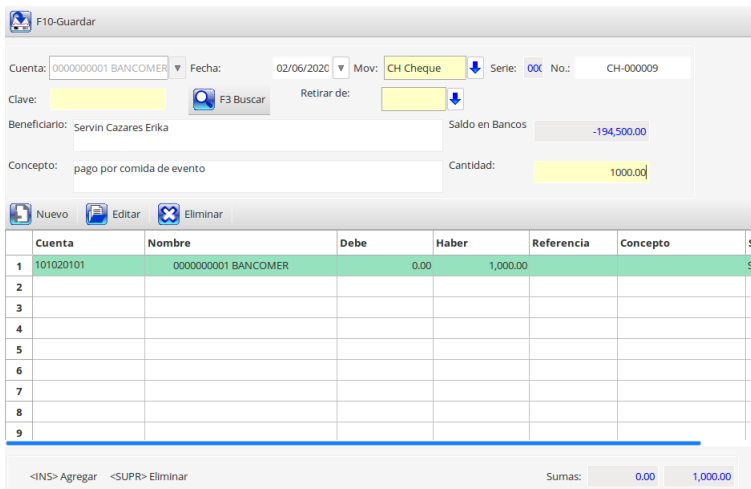 F10-Guardar
Cuenta: 0000000001 BANCOMER Fecha: 02/06/2020 Mov: CH Cheque Serie: 000 No.: CH-000009
Clave: F3 Buscar Retirar de:
Beneficiario: Servin Cazares Erika Saldo en Bancos -194,500.00
Concepto: pago por comida de evento Cantidad: 1000.00
Nuevo Editar Eliminar
Cuenta Nombre Debe Haber Referencia Concepto
1 101020101 0000000001 BANCOMER 0.00 1,000.00
2
3
4
5
6
7
8
9
<INS> Agregar <SUPR> Eliminar Sumas: 0.00 1,000.00